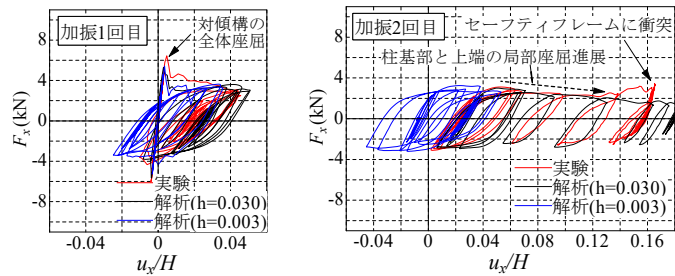 加振1回目
対傾構の
全体座屈
8
4
0
-4
-8
Fx(kN)
実験
解析(h=0.030)
解析(h=0.003)
-0.04
0
0.04
ux/H
加振2回目
セーフティフレームに衝突
柱基部と上端の局部座屈進展
8
4
0
-4
-8
Fx(kN)
実験
解析(h=0.030)
解析(h=0.003)
-0.04
0
0.04
0.08
0.12
0.16
ux/H